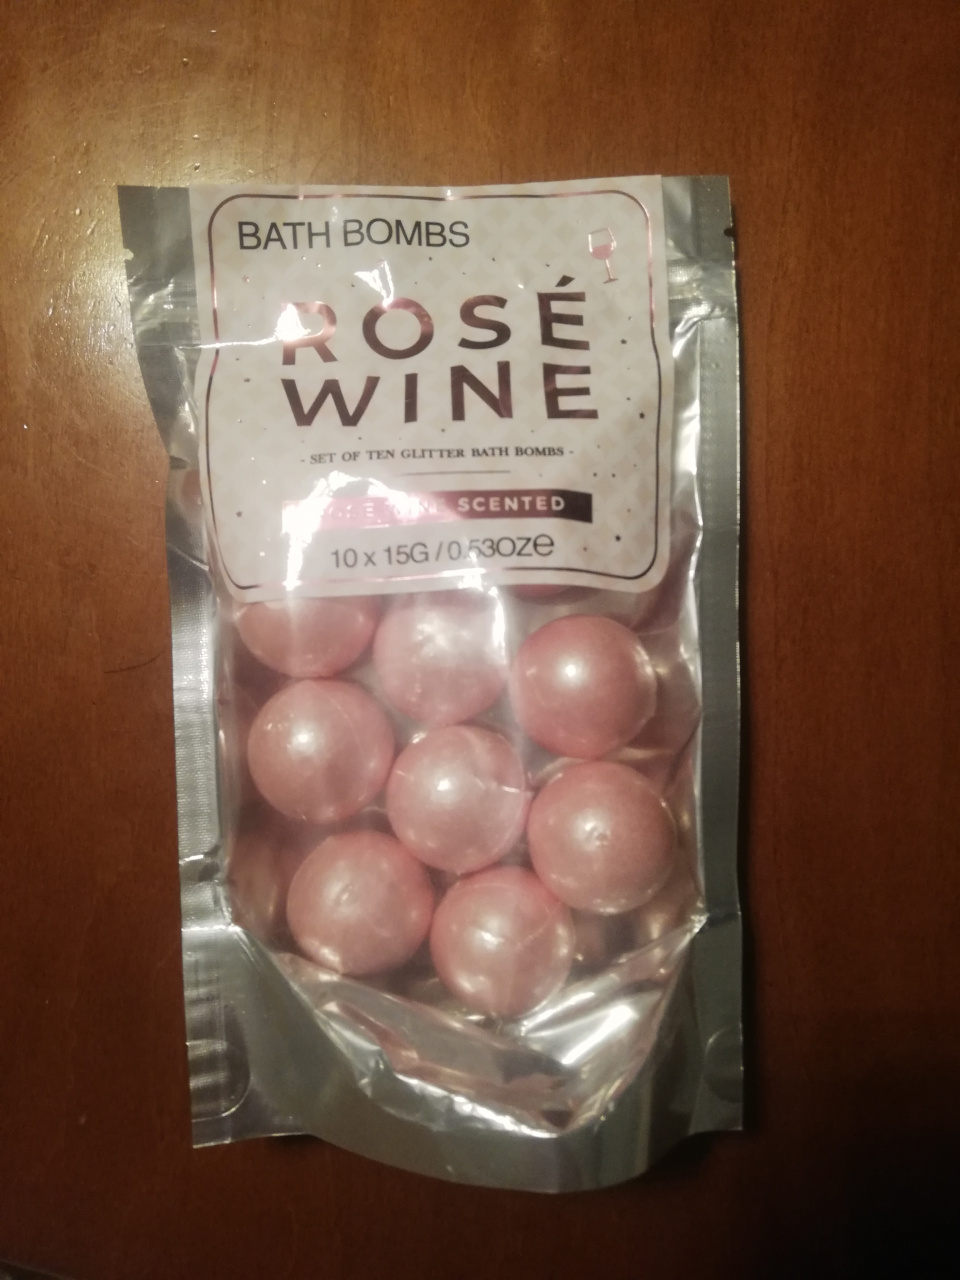 BATH BOMBS
ROSÉ
WINE
- SET OF TEN GLITTER BATH BOMBS -
SCENTED
10 x 15G / 0.53OZe